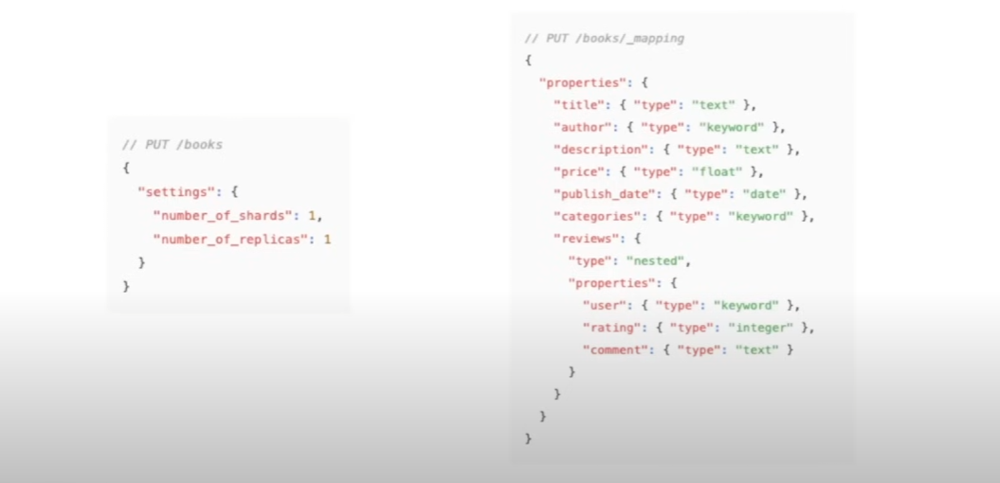 // PUT /books
{
  "settings": {
    "number_of_shards": 1,
    "number_of_replicas": 1
  }
}
// PUT /books/_mapping
{
  "properties": {
    "title": { "type": "text" },
    "author": { "type": "keyword" },
    "description": { "type": "text" },
    "price": { "type": "float" },
    "publish_date": { "type": "date" },
    "categories": { "type": "keyword" },
    "reviews": {
      "type": "nested",
      "properties": {
        "user": { "type": "keyword" },
        "rating": { "type": "integer" },
        "comment": { "type": "text" }
      }
    }
  }
}